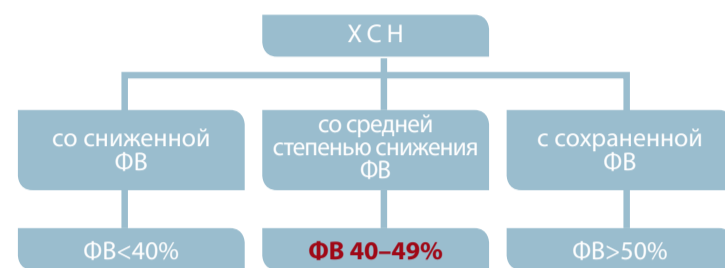 Х С Н
со сниженной
ФВ
со средней
степенью снижения
ФВ
с сохраненной
ФВ
ФВ<40%
ФВ 40–49%
ФВ>50%